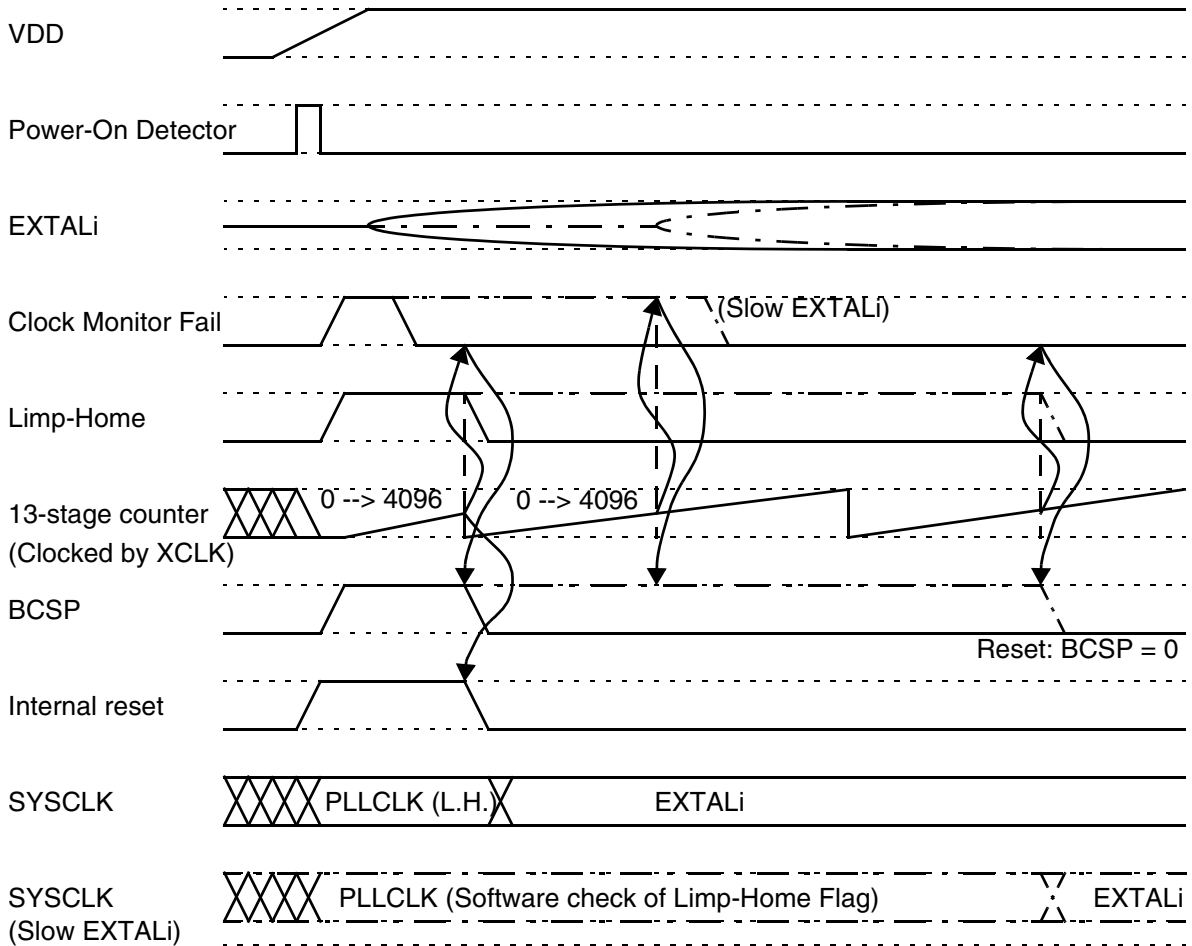 VDD
Power-On Detector
EXTALi
Clock Monitor Fail
(Slow EXTALi)
Limp-Home
0 --> 4096
0 --> 4096
13-stage counter
(Clocked by XCLK)
BCSP
Reset: BCSP = 0
Internal reset
SYSCLK
PLLCLK (L.H.)
EXTALi
SYSCLK
(Slow EXTALi)
PLLCLK (Software check of Limp-Home Flag)
EXTALi